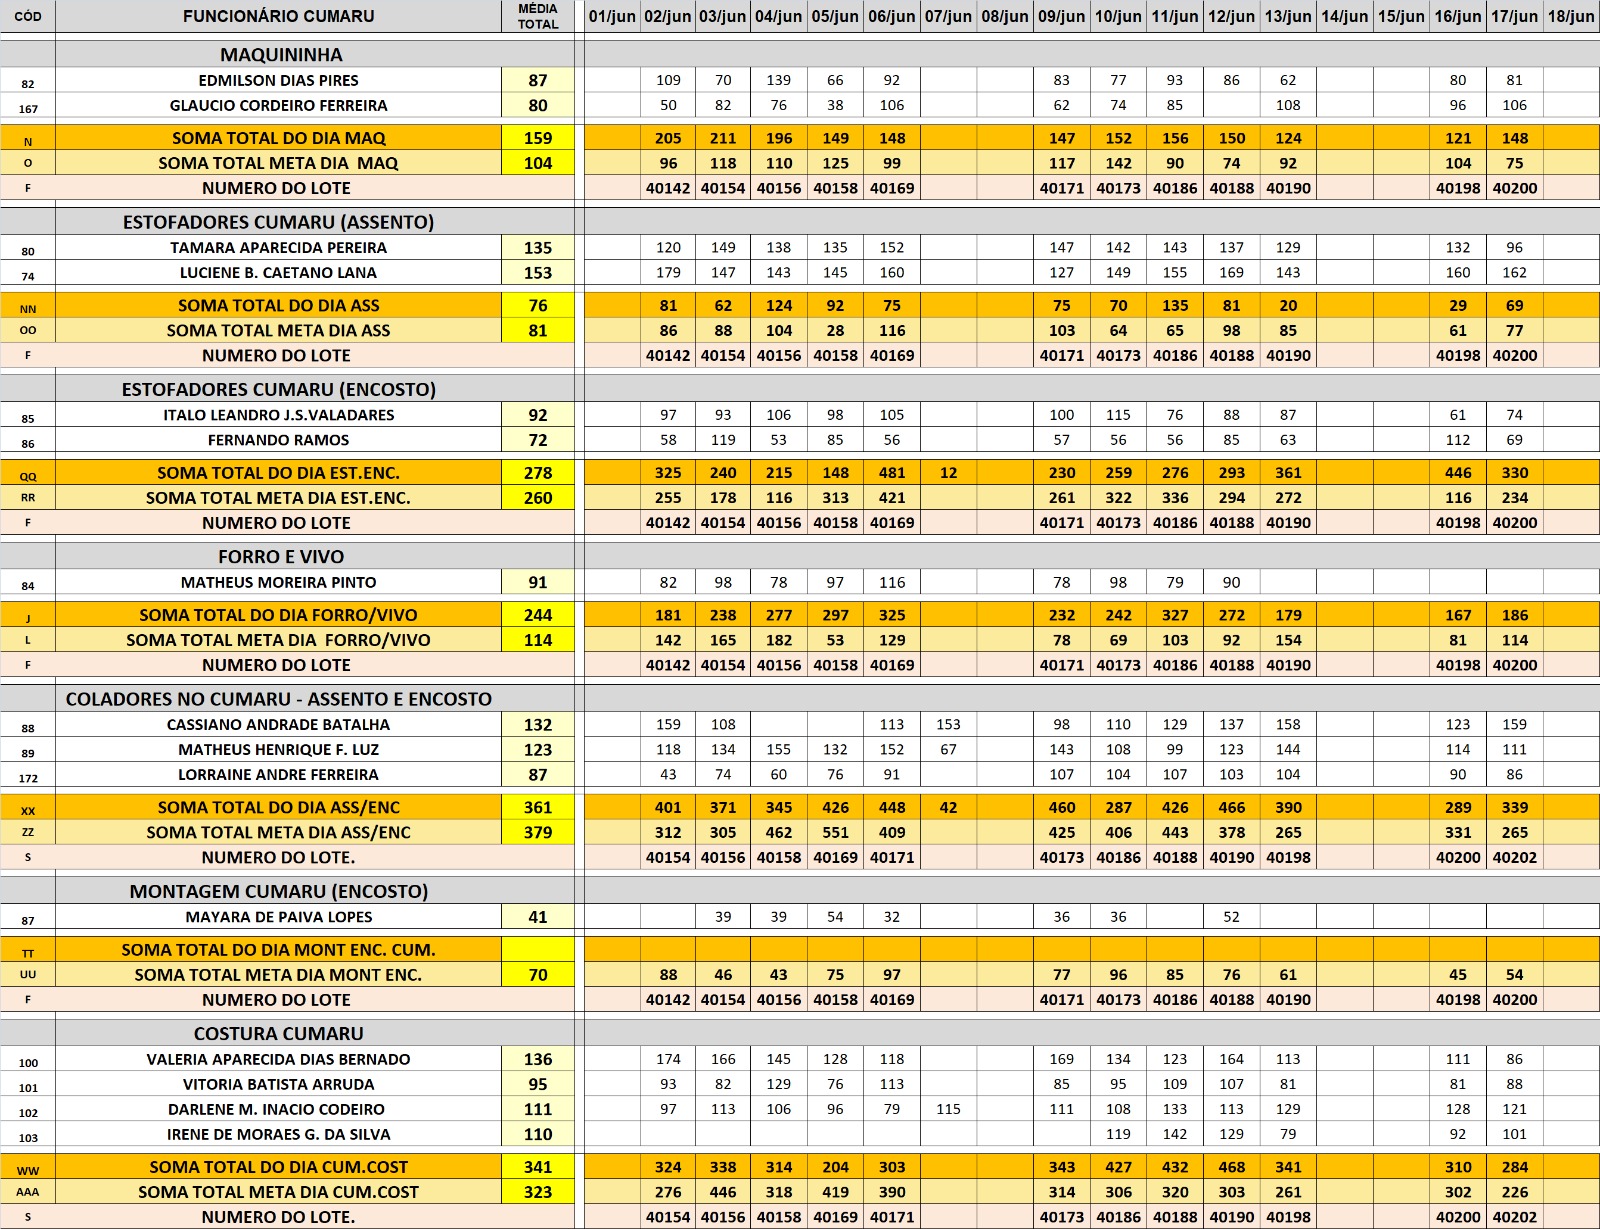 CÓD FUNCIONÁRIO CUMARU MÉDIA TOTAL 01/jun 02/jun 03/jun 04/jun 05/jun 06/jun 07/jun 08/jun 09/jun 10/jun 11/jun 12/jun 13/jun 14/jun 15/jun 16/jun 17/jun 18/jun
MAQUININHA
82 EDMILSON DIAS PIRES 87 109 70 139 66 92 83 77 93 86 62 80 81
167 GLAUCIO CORDEIRO FERREIRA 80 50 82 76 38 106 62 74 85 108 96 106
N SOMA TOTAL DO DIA MAQ 159 205 211 196 149 148 147 152 156 150 124 121 148
O SOMA TOTAL META DIA MAQ 104 96 118 110 125 99 117 142 90 74 92 104 75
F NUMERO DO LOTE 40142 40154 40156 40158 40169 40171 40173 40186 40188 40190 40198 40200
ESTOFADORES CUMARU (ASSENTO)
80 TAMARA APARECIDA PEREIRA 135 120 149 138 135 152 147 142 143 137 129 132 96
74 LUCIENE B. CAETANO LANA 153 179 147 143 145 160 127 149 155 169 143 160 162
NN SOMA TOTAL DO DIA ASS 76 81 62 124 92 75 75 70 135 81 20 29 69
OO SOMA TOTAL META DIA ASS 81 86 88 104 28 116 103 64 65 98 85 61 77
F NUMERO DO LOTE 40142 40154 40156 40158 40169 40171 40173 40186 40188 40190 40198 40200
ESTOFADORES CUMARU (ENCOSTO)
85 ITALO LEANDRO J.S.VALADARES 92 97 93 106 98 105 100 115 76 88 87 61 74
86 FERNANDO RAMOS 72 58 119 53 85 56 57 56 56 85 63 112 69
QQ SOMA TOTAL DO DIA EST.ENC. 278 325 240 215 148 481 12 230 259 276 293 361 446 330
RR SOMA TOTAL META DIA EST.ENC. 260 255 178 116 313 421 261 322 336 294 272 116 234
F NUMERO DO LOTE 40142 40154 40156 40158 40169 40171 40173 40186 40188 40190 40198 40200
FORRO E VIVO
84 MATHEUS MOREIRA PINTO 91 82 98 78 97 116 78 98 79 90
J SOMA TOTAL DO DIA FORRO/VIVO 244 181 238 277 297 325 232 242 327 272 179 167 186
L SOMA TOTAL META DIA FORRO/VIVO 114 142 165 182 53 129 78 69 103 92 154 81 114
F NUMERO DO LOTE 40142 40154 40156 40158 40169 40171 40173 40186 40188 40190 40198 40200
COLADORES NO CUMARU - ASSENTO E ENCOSTO
88 CASSIANO ANDRADE BATALHA 132 159 108 113 153 98 110 129 137 158 123 159
89 MATHEUS HENRIQUE F. LUZ 123 118 134 155 132 152 67 143 108 99 123 144 114 111
172 LORRAINE ANDRE FERREIRA 87 43 74 60 76 91 107 104 107 103 104 90 86
XX SOMA TOTAL DO DIA ASS/ENC 361 401 371 345 426 448 42 460 287 426 466 390 289 339
ZZ SOMA TOTAL META DIA ASS/ENC 379 312 305 462 551 409 425 406 443 378 265 331 265
S NUMERO DO LOTE. 40154 40156 40158 40169 40171 40173 40186 40188 40190 40198 40200 40202
MONTAGEM CUMARU (ENCOSTO)
87 MAYARA DE PAIVA LOPES 41 39 39 54 32 36 36 52
TT SOMA TOTAL DO DIA MONT ENC. CUM.
UU SOMA TOTAL META DIA MONT ENC. 70 88 46 43 75 97 77 96 85 76 61 45 54
F NUMERO DO LOTE 40142 40154 40156 40158 40169 40171 40173 40186 40188 40190 40198 40200
COSTURA CUMARU
100 VALERIA APARECIDA DIAS BERNADO 136 174 166 145 128 118 169 134 123 164 113 111 86
101 VITORIA BATISTA ARRUDA 95 93 82 129 76 113 85 95 109 107 81 81 88
102 DARLENE M. INACIO CODEIRO 111 97 113 106 96 79 115 111 108 133 113 129 128 121
103 IRENE DE MORAES G. DA SILVA 110 119 142 129 79 92 101
WW SOMA TOTAL DO DIA CUM.COST 341 324 338 314 204 303 343 427 432 468 341 310 284
AAA SOMA TOTAL META DIA CUM.COST 323 276 446 318 419 390 314 306 320 303 261 302 226
S NUMERO DO LOTE. 40154 40156 40158 40169 40171 40173 40186 40188 40190 40198 40200 40202